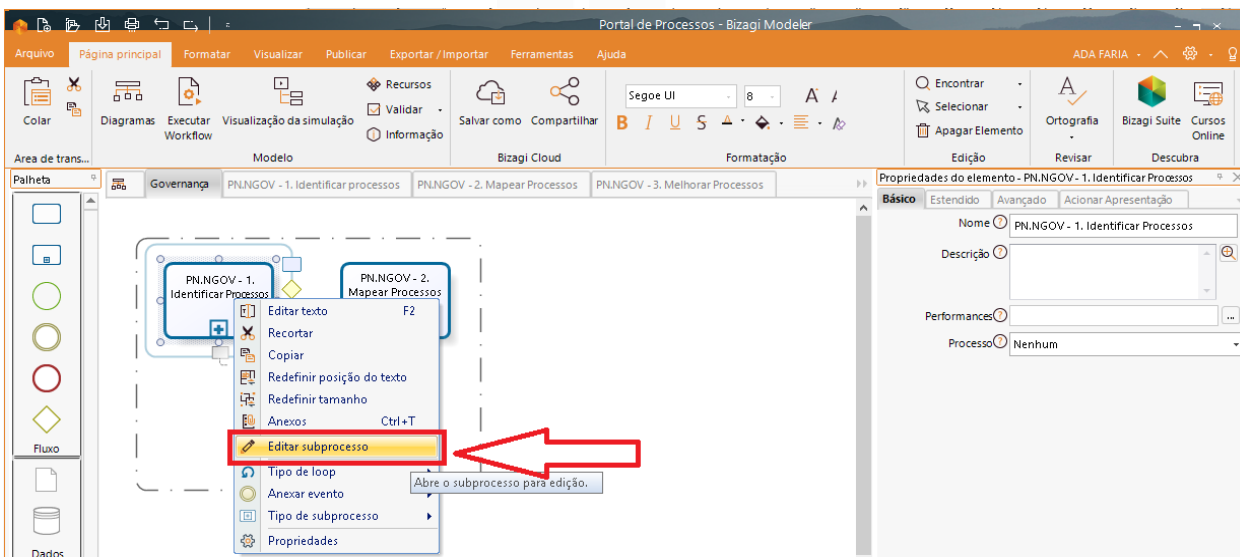 Portal de Processos - Bizagi Modeler
Arquivo Página principal Formatar Visualizar Publicar Exportar / Importar Ferramentas Ajuda ADA FARIA
Colar Diagramas Executar Workflow Visualização da simulação Recursos Validar Informação Salvar como Compartilhar Segoe UI 8 Encontrar Selecionar Apagar Elemento Ortografia Bizagi Suite Cursos Online
B I U S
Area de trans... Modelo Bizagi Cloud Formatação Edição Revisar Descubra
Palheta Governança PN.NGOV - 1. Identificar processos PN.NGOV - 2. Mapear Processos PN.NGOV - 3. Melhorar Processos
Propriedades do elemento - PN.NGOV - 1. Identificar Processos
Básico Estendido Avançado Acionar Apresentação
Nome PN.NGOV - 1. Identificar Processos
Descrição
Performances ...
Processo Nenhum
PN.NGOV - 1.
Identificar Processos
PN.NGOV - 2.
Mapear Processos
Editar texto F2
Recortar
Copiar
Redefinir posição do texto
Redefinir tamanho
Anexos Ctrl+T
Editar subprocesso
Tipo de loop
Abre o subprocesso para edição.
Anexar evento
Tipo de subprocesso
Propriedades
Fluxo
Dados